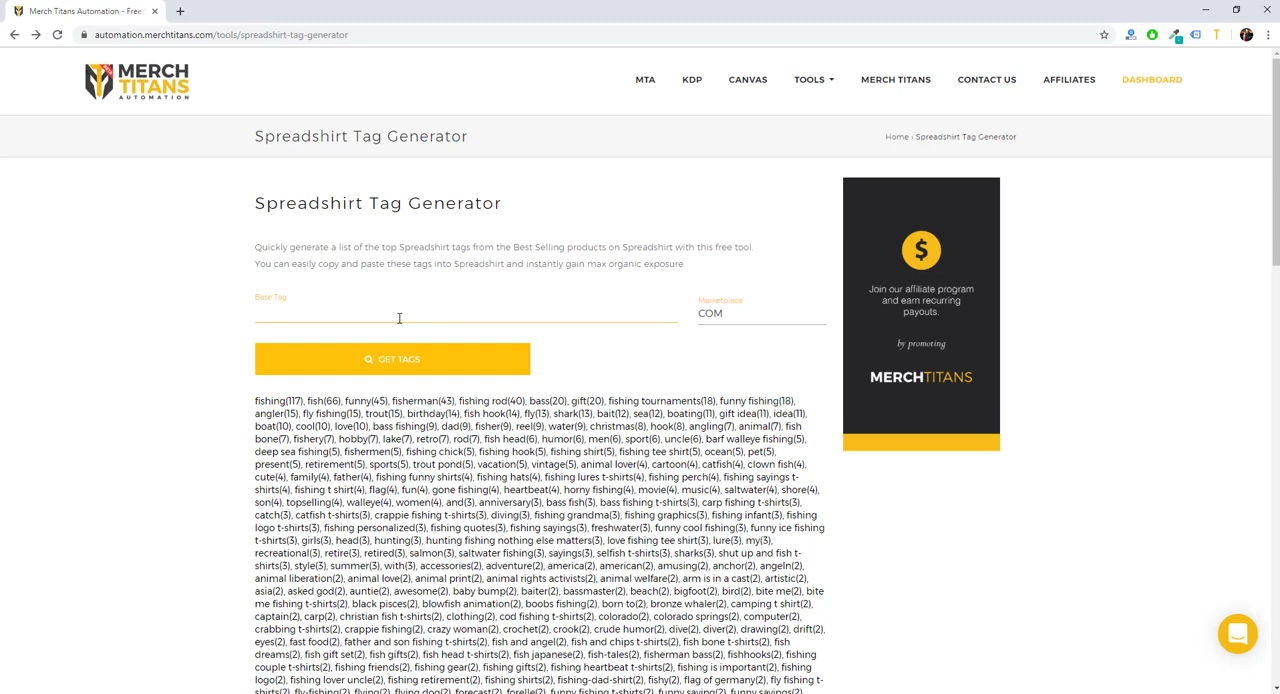 Merch Titans Automation - Free
automation.merchtitans.com/tools/spreadshirt-tag-generator
MERCH TITANS AUTOMATION
MTA KDP CANVAS TOOLS MERCH TITANS CONTACT US AFFILIATES DASHBOARD
Spreadshirt Tag Generator
Home › Spreadshirt Tag Generator
Spreadshirt Tag Generator
Quickly generate a list of the top Spreadshirt tags from the Best Selling products on Spreadshirt with this free tool.
You can easily copy and paste these tags into Spreadshirt and instantly gain max organic exposure.
Base Tag
Marketplace
COM
GET TAGS
fishing(117), fish(66), funny(45), fisherman(43), fishing rod(40), bass(20), gift(20), fishing tournaments(18), funny fishing(18),
angler(15), fly fishing(15), trout(15), birthday(14), fish hook(14), fly(13), shark(13), bait(12), sea(12), boating(11), gift idea(11), idea(11),
boat(10), cool(10), love(10), bass fishing(9), dad(9), fisher(9), reel(9), water(9), christmas(8), hook(8), angling(7), animal(7), fish
bone(7), fishery(7), hobby(7), lake(7), retro(7), rod(7), fish head(6), humor(6), men(6), sport(6), uncle(6), barf walleye fishing(5),
deep sea fishing(5), fishermen(5), fishing chick(5), fishing hook(5), fishing shirt(5), fishing tee shirt(5), ocean(5), pet(5),
present(5), retirement(5), sports(5), trout pond(5), vacation(5), vintage(5), animal lover(4), cartoon(4), catfish(4), clown fish(4),
cute(4), family(4), father(4), fishing funny shirts(4), fishing hats(4), fishing lures t-shirts(4), fishing perch(4), fishing sayings t-
shirts(4), fishing t shirt(4), flag(4), fun(4), gone fishing(4), heartbeat(4), horny fishing(4), movie(4), music(4), saltwater(4), shore(4),
son(4), topselling(4), walleye(4), women(4), and(3), anniversary(3), bass fish(3), bass fishing t-shirts(3), carp fishing t-shirts(3),
catch(3), catfish t-shirts(3), crappie fishing t-shirts(3), diving(3), fishing grandma(3), fishing graphics(3), fishing infant(3), fishing
logo t-shirts(3), fishing personalized(3), fishing quotes(3), fishing sayings(3), freshwater(3), funny cool fishing(3), funny ice fishing
t-shirts(3), girls(3), head(3), hunting(3), hunting fishing nothing else matters(3), love fishing tee shirt(3), lure(3), my(3),
recreational(3), retire(3), retired(3), salmon(3), saltwater fishing(3), sayings(3), selfish t-shirts(3), sharks(3), shut up and fish t-
shirts(3), style(3), summer(3), with(3), accessories(2), adventure(2), america(2), american(2), amusing(2), anchor(2), angeln(2),
animal liberation(2), animal love(2), animal print(2), animal rights activists(2), animal welfare(2), arm is in a cast(2), artistic(2),
asia(2), asked god(2), auntie(2), awesome(2), baby bump(2), baiter(2), bassmaster(2), beach(2), bigfoot(2), bird(2), bite me(2), bite
me fishing t-shirts(2), black pisces(2), blowfish animation(2), boobs fishing(2), born to(2), bronze whaler(2), camping t shirt(2),
captain(2), carp(2), christian fish t-shirts(2), clothing(2), cod fishing t-shirts(2), colorado(2), colorado springs(2), computer(2),
crabbing t-shirts(2), crappie fishing(2), crazy woman(2), crochet(2), crook(2), crude humor(2), dive(2), diver(2), drawing(2), drift(2),
eyes(2), fast food(2), father and son fishing t-shirts(2), fish and angel(2), fish and chips t-shirts(2), fish bone t-shirts(2), fish
dreams(2), fish gift set(2), fish gifts(2), fish head t-shirts(2), fish japanese(2), fish-tales(2), fisherman bass(2), fishhooks(2), fishing
couple t-shirts(2), fishing friends(2), fishing gear(2), fishing gifts(2), fishing heartbeat t-shirts(2), fishing is important(2), fishing
logo(2), fishing lover uncle(2), fishing retirement(2), fishing shirts(2), fishing-dad-shirt(2), fishy(2), flag of germany(2), fly fishing t-
shirts(2), fly-fishing(2), flying(2), flying dog(2), forecast(2), forelle(2), funny fishing t-shirts(2), funny saying(2), funny sayings(2),
$
Join our affiliate program
and earn recurring
payouts.
by promoting
MERCHTITANS